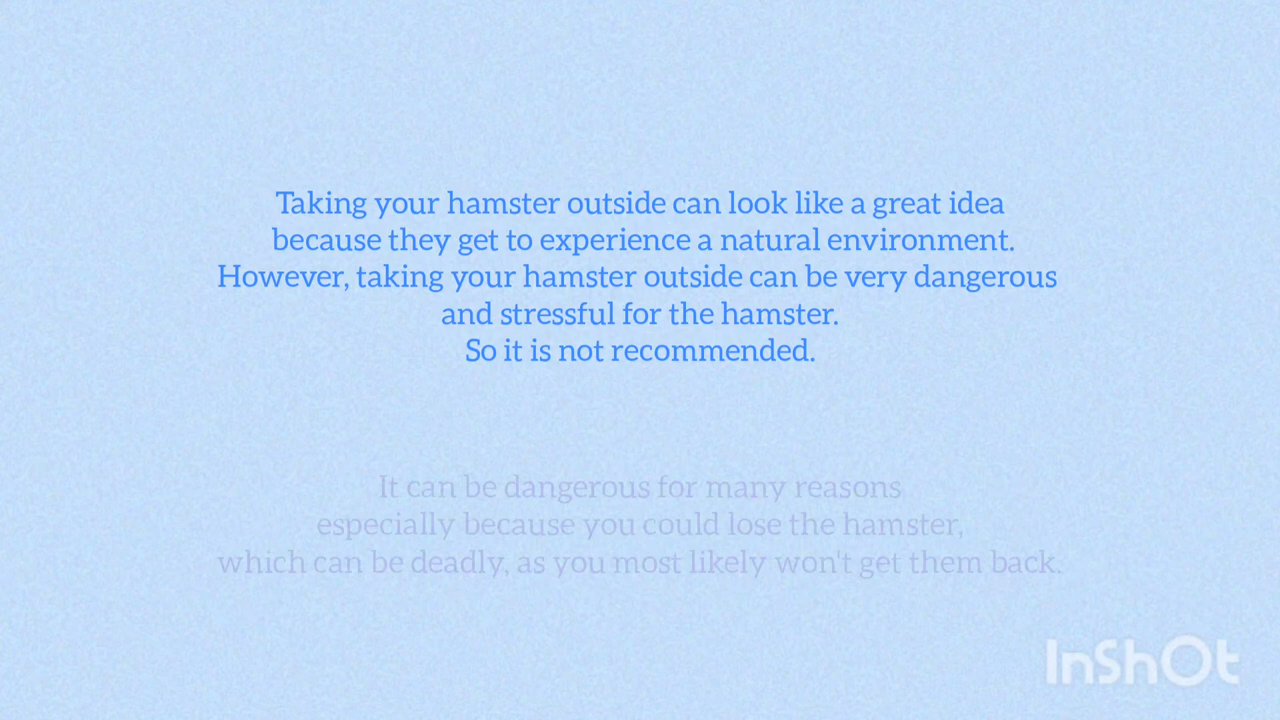 Taking your hamster outside can look like a great idea
because they get to experience a natural environment.
However, taking your hamster outside can be very dangerous
and stressful for the hamster.
So it is not recommended.
It can be dangerous for many reasons
especially because you could lose the hamster,
which can be deadly, as you most likely won't get them back.
InShOt